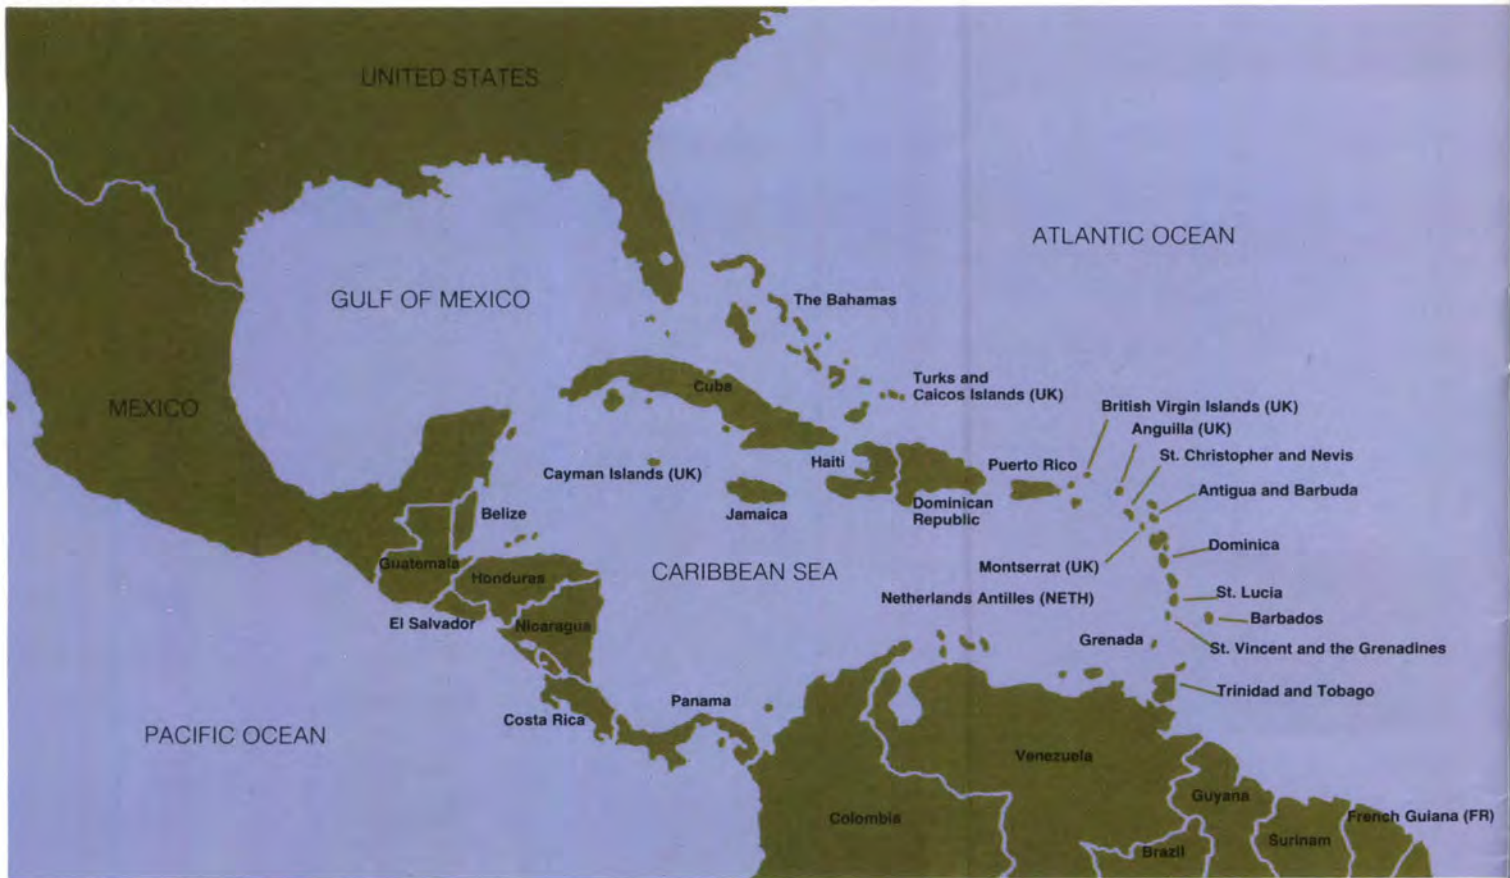 UNITED STATES
ATLANTIC OCEAN
GULF OF MEXICO
The Bahamas
Turks and
Caicos Islands (UK)
Cuba
MEXICO
British Virgin Islands (UK)
Anguilla (UK)
St. Christopher and Nevis
Haiti
Puerto Rico
Cayman Islands (UK)
Antigua and Barbuda
Dominican
Republic
Jamaica
Belize
Dominica
Guatemala
Honduras
CARIBBEAN SEA
Montserrat (UK)
St. Lucia
Netherlands Antilles (NETH)
Barbados
El Salvador
Nicaragua
Grenada
St. Vincent and the Grenadines
Trinidad and Tobago
Panama
Costa Rica
PACIFIC OCEAN
Venezuela
Guyana
Colombia
French Guiana (FR)
Surinam
Brazil